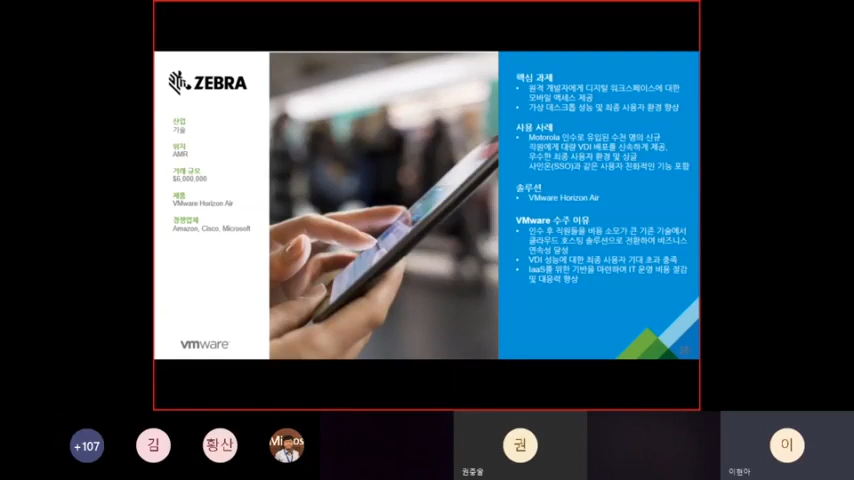 ZEBRA
산업
기술
위치
AMR
거래 규모
$6,000,000
제품
VMware Horizon Air
경쟁업체
Amazon, Cisco, Microsoft
vmware
핵심 과제
• 원격 개발자에게 디지털 워크스페이스에 대한
모바일 액세스 제공
• 가상 데스크톱 성능 및 최종 사용자 환경 향상
사용 사례
• Motorola 인수로 유입된 수천 명의 신규
직원에게 대량 VDI 배포를 신속하게 제공,
우수한 최종 사용자 환경 및 싱글
사인온(SSO)과 같은 사용자 친화적인 기능 포함
솔루션
• VMware Horizon Air
VMware 수주 이유
• 인수 후 직원들을 비용 소모가 큰 기존 기술에서
클라우드 호스팅 솔루션으로 전환하여 비즈니스
연속성 달성
• VDI 성능에 대한 최종 사용자 기대 초과 충족
• IaaS를 위한 기반을 마련하여 IT 운영 비용 절감
및 대응력 향상
+107
김
황산
권
이
이현아